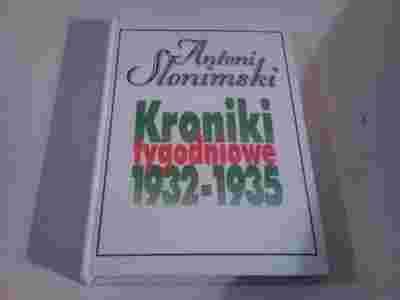 Antoni
Słonimski
Kroniki
tygodniowe
1932-1935